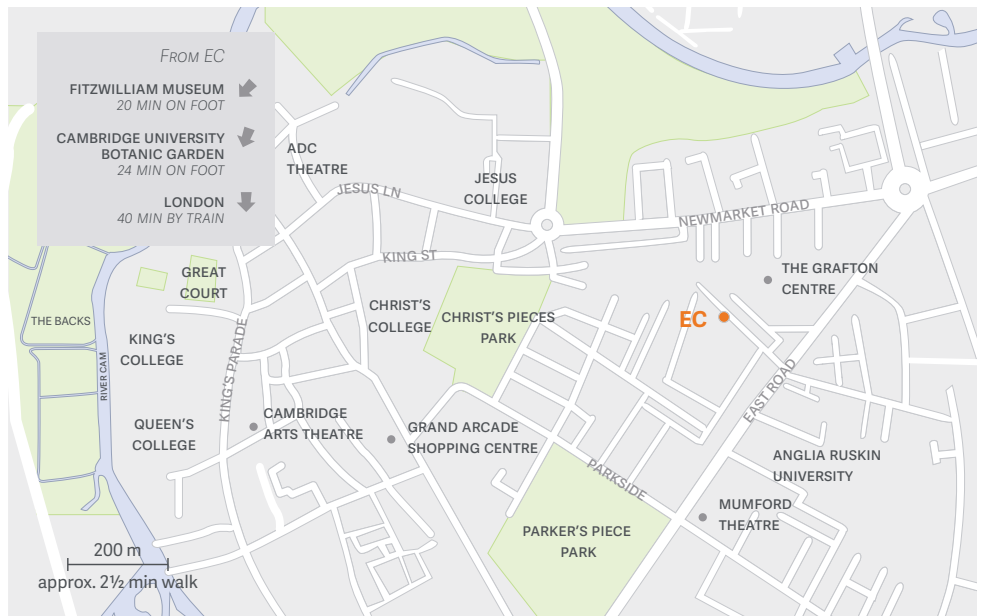 FROM EC
FITZWILLIAM MUSEUM
20 MIN ON FOOT
CAMBRIDGE UNIVERSITY
BOTANIC GARDEN
24 MIN ON FOOT
LONDON
40 MIN BY TRAIN
ADC
THEATRE
JESUS LN
JESUS
COLLEGE
NEWMARKET ROAD
KING ST
GREAT
COURT
THE GRAFTON
CENTRE
CHRIST'S
COLLEGE
CHRIST'S PIECES
PARK
EC
THE BACKS
KING'S
COLLEGE
RIVER CAM
KING'S PARADE
EAST ROAD
QUEEN'S
COLLEGE
CAMBRIDGE
ARTS THEATRE
GRAND ARCADE
SHOPPING CENTRE
ANGLIA RUSKIN
UNIVERSITY
PARKSIDE
MUMFORD
THEATRE
PARKER'S PIECE
PARK
200 m
approx. 2½ min walk